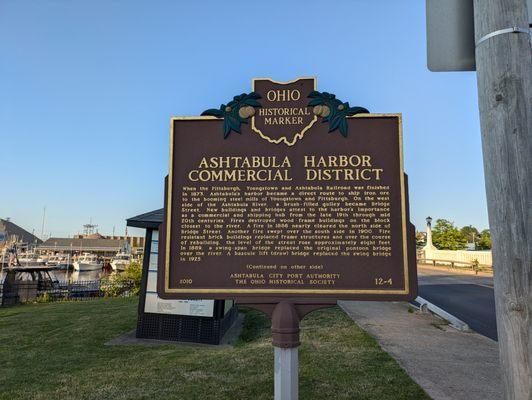 OHIO
HISTORICAL
MARKER
ASHTABULA HARBOR
COMMERCIAL DISTRICT
When the Pittsburgh, Youngstown and Ashtabula Railroad was finished
in 1873, Ashtabula's harbor became a direct route to ship iron ore
to the booming steel mills of Youngstown and Pittsburgh. On the west
side of the Ashtabula River, a brush-filled gulley became Bridge
Street. New buildings and bridges attest to the harbor's importance
as a commercial and shipping hub from the late 19th through mid
20th centuries. Fires destroyed wood frame buildings on the block
closest to the river. A fire in 1886 nearly cleared the north side of
Bridge Street. Another fire swept over the south side. Fire
resistant brick buildings replaced frame structures and over the course
of rebuilding, the level of the street rose approximately eight feet.
In 1889, a swing-span bridge replaced the original pontoon bridge
over the river. A bascule lift (draw) bridge replaced the swing bridge
in 1925.
(Continued on other side)
ASHTABULA CITY PORT AUTHORITY
THE OHIO HISTORICAL SOCIETY
2010
12-4